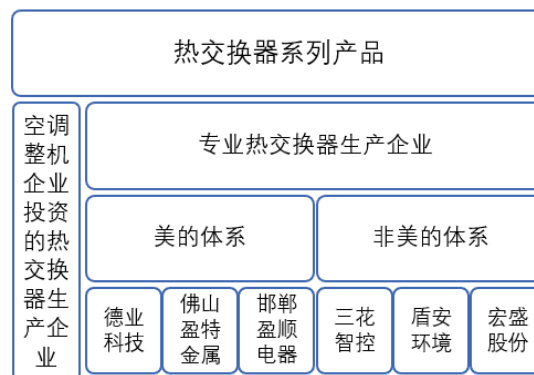 热交换器系列产品
空调
整机
企业
投资
的热
交换
器生
产企
业
专业热交换器生产企业
美的体系
非美的体系
德业
科技
佛山
盈特
金属
邯郸
盈顺
电器
三花
智控
盾安
环境
宏盛
股份